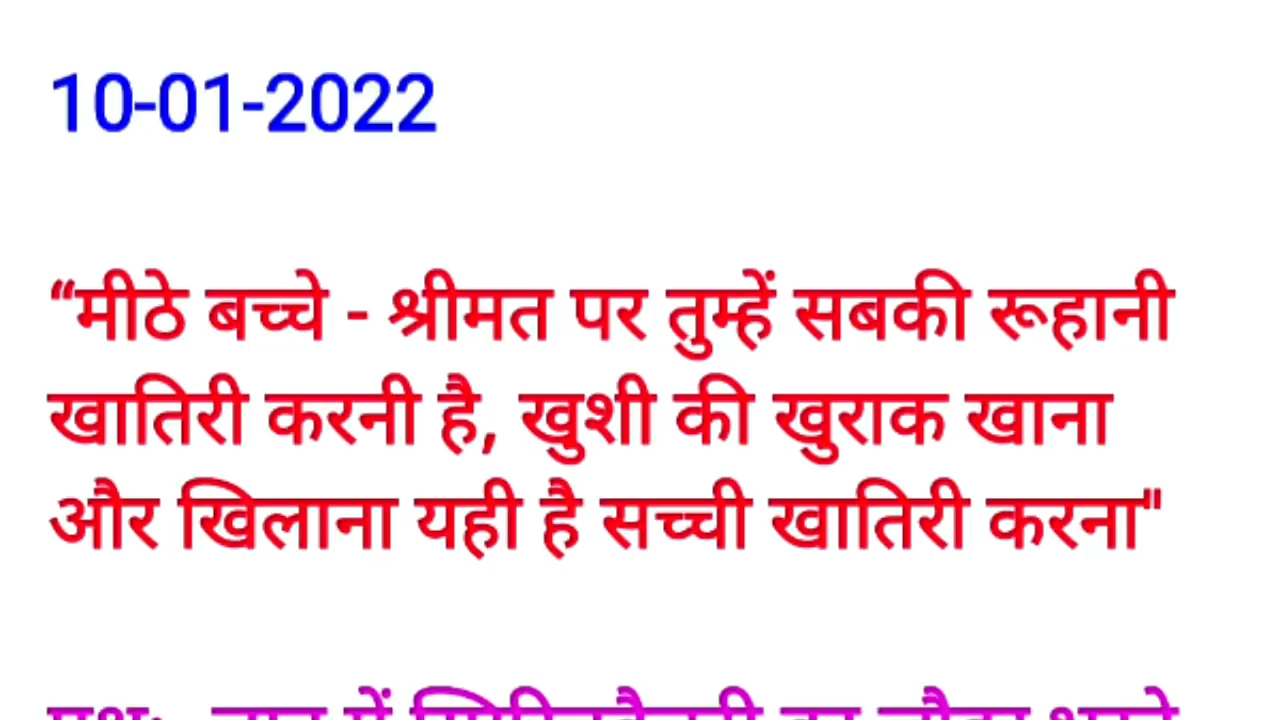 10-01-2022
“मीठे बच्चे - श्रीमत पर तुम्हें सबकी रूहानी
खातिरी करनी है, खुशी की खुराक खाना
और खिलाना यही है सच्ची खातिरी करना"